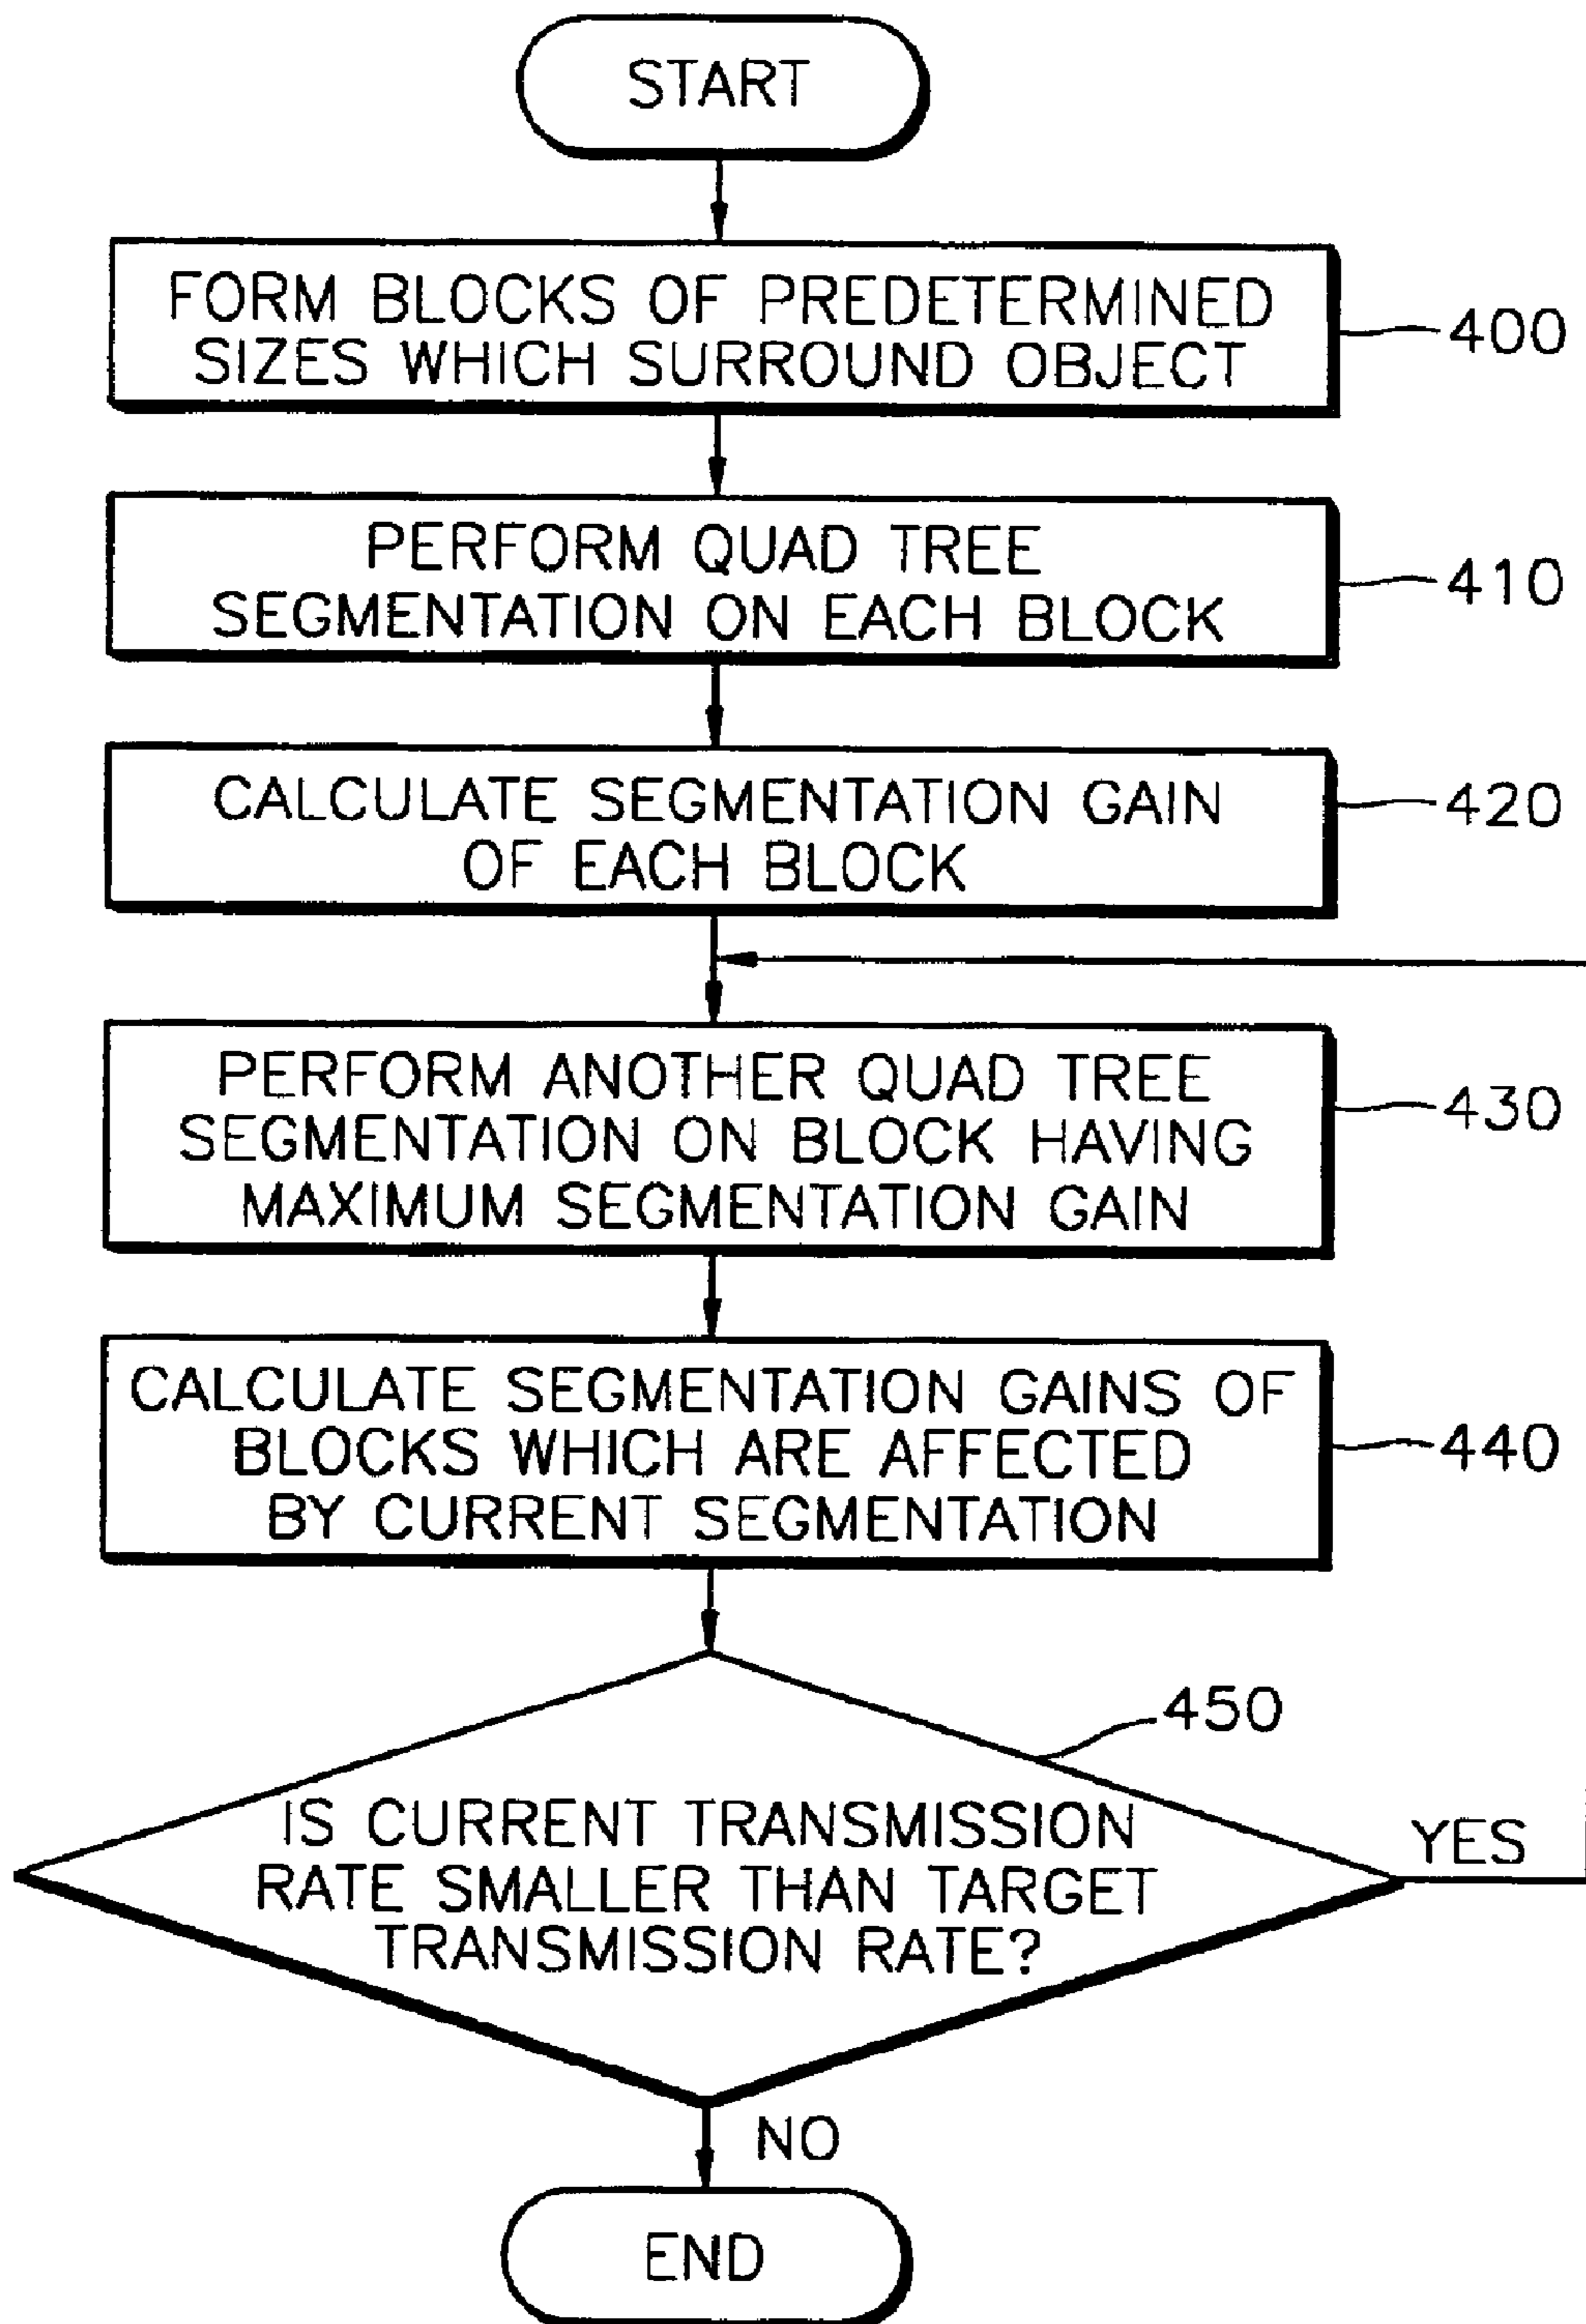 START
FORM BLOCKS OF PREDETERMINED
SIZES WHICH SURROUND OBJECT
400
PERFORM QUAD TREE
SEGMENTATION ON EACH BLOCK
410
CALCULATE SEGMENTATION GAIN
OF EACH BLOCK
420
PERFORM ANOTHER QUAD TREE
SEGMENTATION ON BLOCK HAVING
MAXIMUM SEGMENTATION GAIN
430
CALCULATE SEGMENTATION GAINS OF
BLOCKS WHICH ARE AFFECTED
BY CURRENT SEGMENTATION
440
450
IS CURRENT TRANSMISSION
RATE SMALLER THAN TARGET
TRANSMISSION RATE?
YES
NO
END